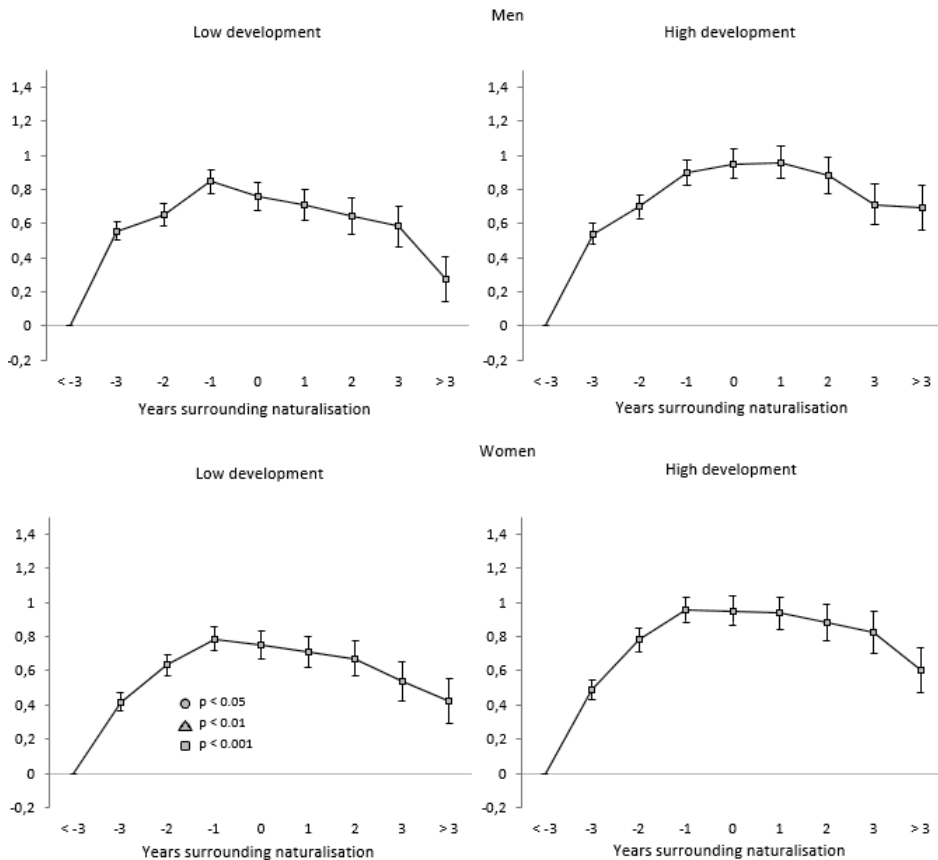 Men
Low development
High development
1,4
1,2
1
0,8
0,6
0,4
0,2
0
-0,2
< -3 -3 -2 -1 0 1 2 3 > 3
Years surrounding naturalisation
1,4
1,2
1
0,8
0,6
0,4
0,2
0
-0,2
< -3 -3 -2 -1 0 1 2 3 > 3
Years surrounding naturalisation
Women
Low development
High development
1,4
1,2
1
0,8
0,6
0,4
0,2
0
-0,2
p < 0.05
p < 0.01
p < 0.001
< -3 -3 -2 -1 0 1 2 3 > 3
Years surrounding naturalisation
1,4
1,2
1
0,8
0,6
0,4
0,2
0
-0,2
< -3 -3 -2 -1 0 1 2 3 > 3
Years surrounding naturalisation